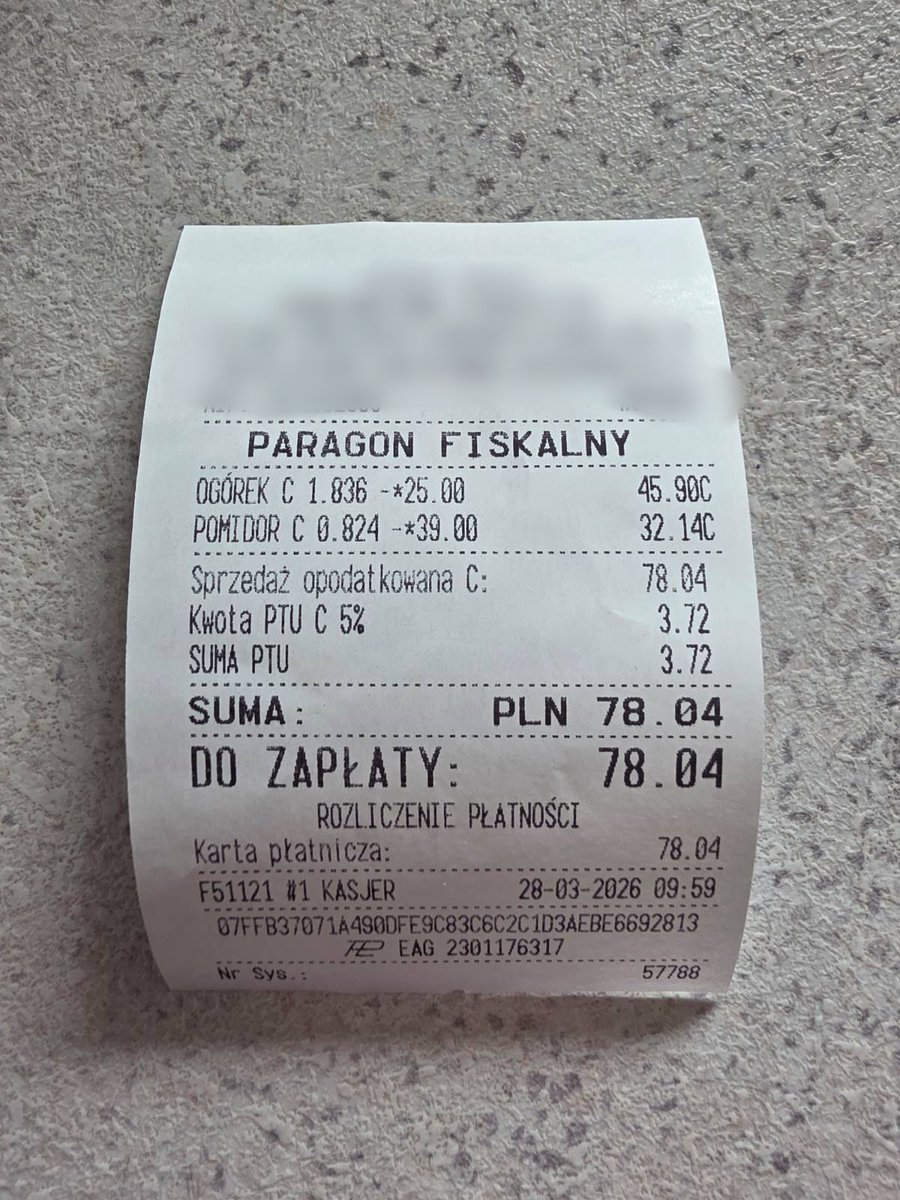 PARAGON FISKALNY
OGÓREK C 1.836 -*25.00 45.90C
POMIDOR C 0.824 -*39.00 32.14C
Sprzedaż opodatkowana C: 78.04
Kwota PTU C 5% 3.72
SUMA PTU 3.72
SUMA: PLN 78.04
DO ZAPŁATY: 78.04
ROZLICZENIE PŁATNOŚCI
Karta płatnicza: 78.04
F51121 #1 KASJER 28-03-2026 09:59
07FFB37071A490DFE9C83C6C2C1D3AEBE6692813
EAG 2301176317
Nr Sys.: 57788